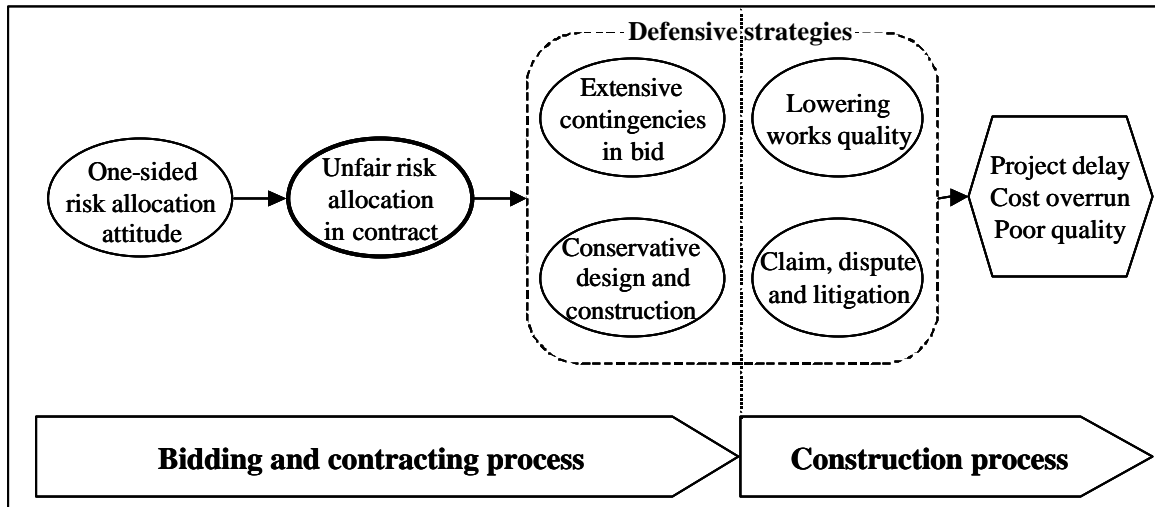 Defensive strategies
One-sided
risk allocation
attitude
Unfair risk
allocation
in contract
Extensive
contingencies
in bid
Conservative
design and
construction
Lowering
works quality
Claim, dispute
and litigation
Project delay
Cost overrun
Poor quality
Bidding and contracting process
Construction process